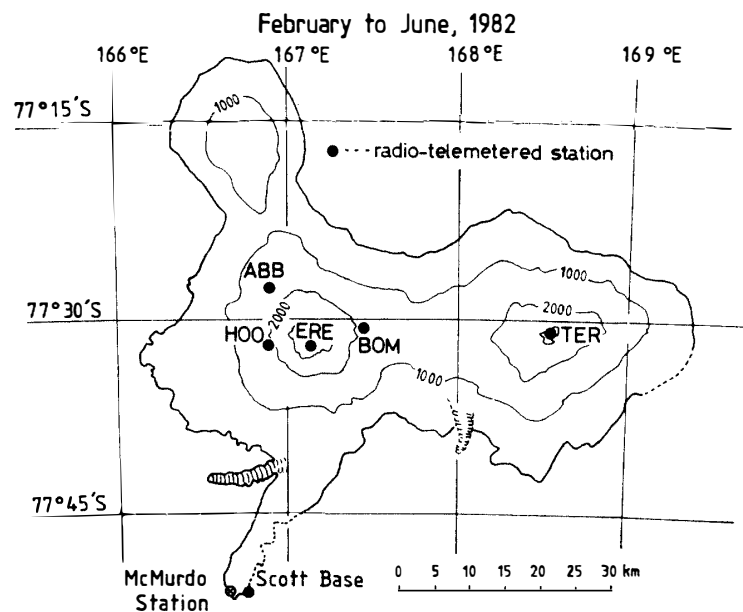 February to June, 1982
166°E 167°E 168°E 169°E
77°15'S
1000
radio-telemetered station
ABB
1000
77°30'S
2000
2000
HOO ERE BOM TER
1000
77°45'S
McMurdo Station
Scott Base
0 5 10 15 20 25 30 km